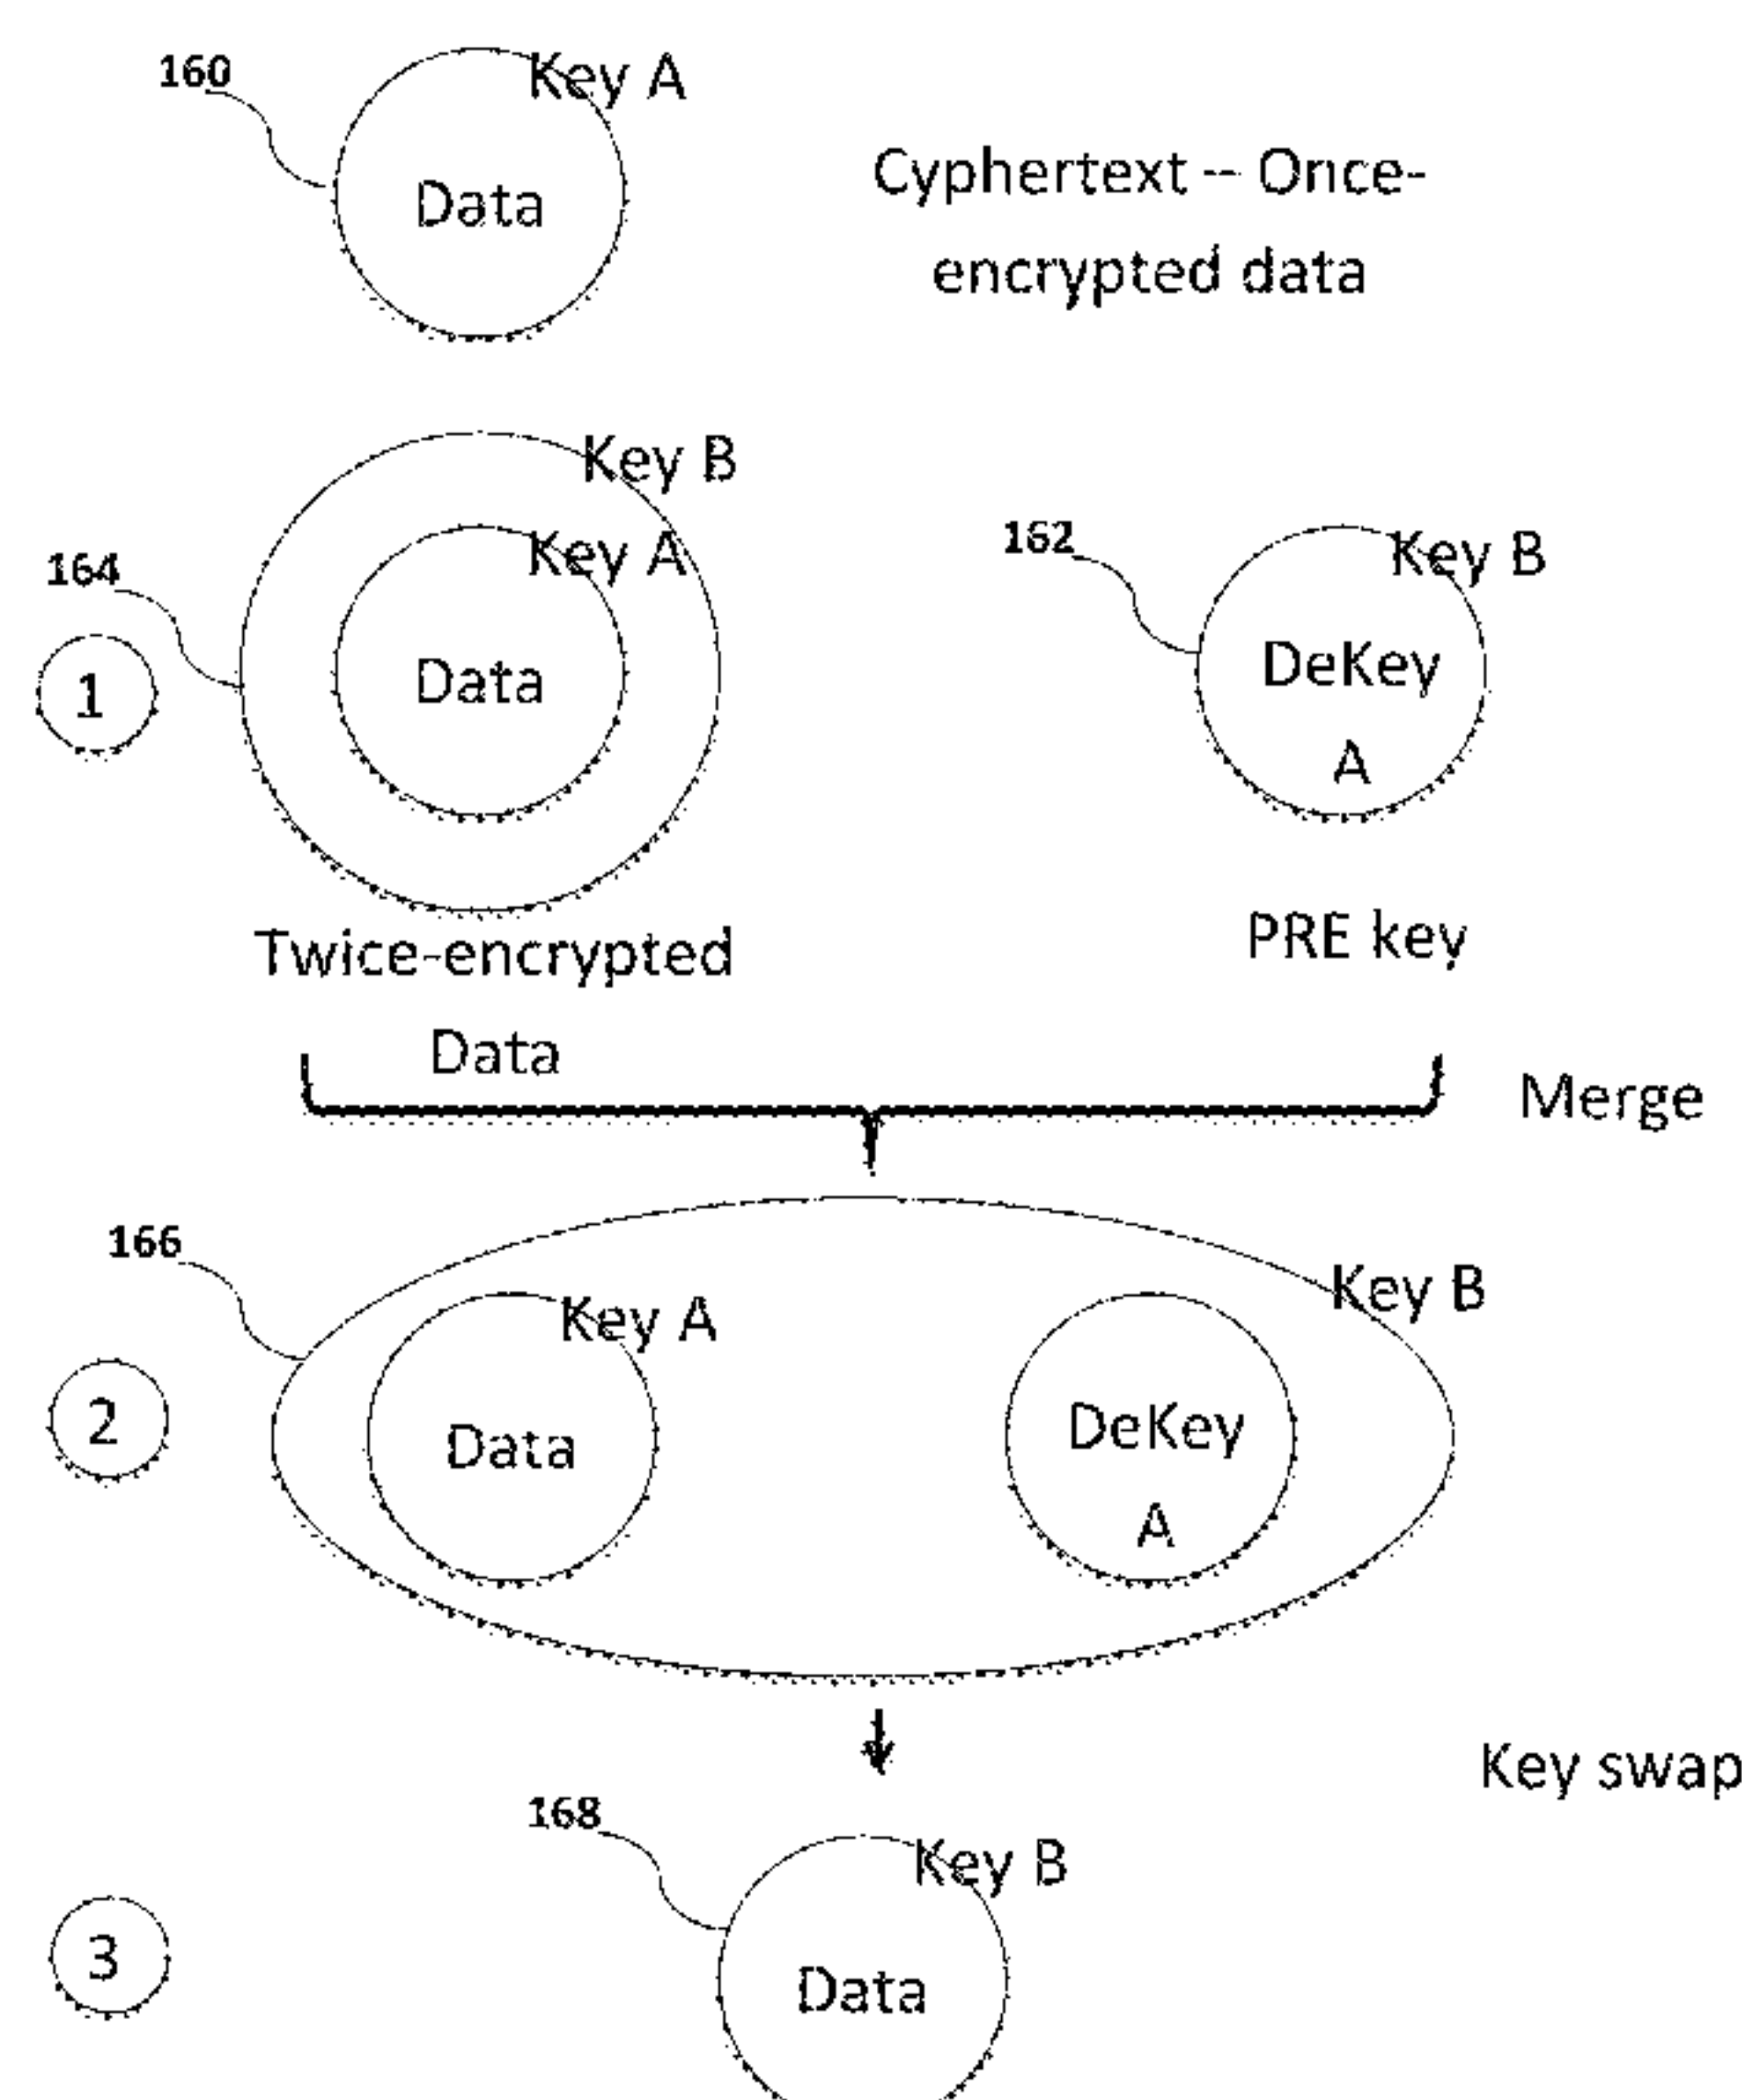 160
Key A
Data
Cyphertext -- Once-
encrypted data
Key B
Key A
164
1
Data
162
Key B
DeKey
A
Twice-encrypted
Data
PRE key
Merge
166
Key B
Key A
2
Data
DeKey
A
Key swap
168
Key B
3
Data